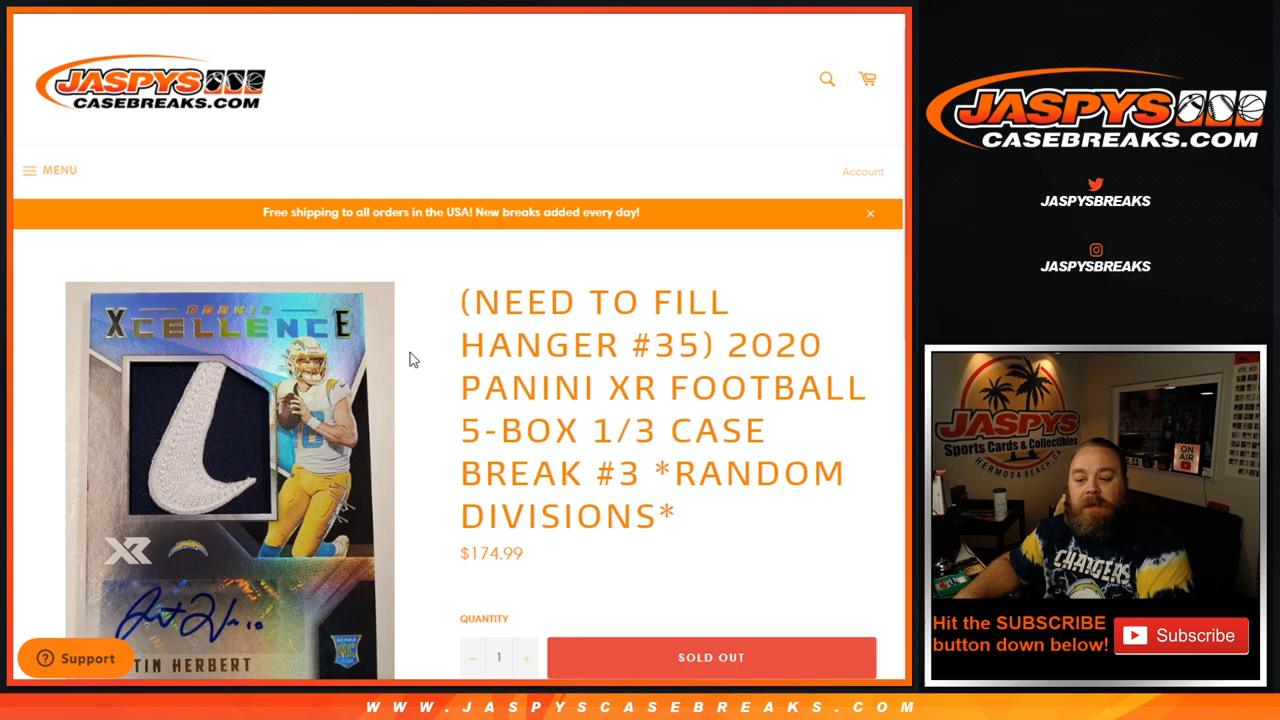 JASPYS
CASEBREAKS.COM
MENU
Account
Free shipping to all orders in the USA! New breaks added every day!
×
ROOKIE
XCELLENCE
XR
TIN HERBERT
Support
(NEED TO FILL
HANGER #35) 2020
PANINI XR FOOTBALL
5-BOX 1/3 CASE
BREAK #3 *RANDOM
DIVISIONS*
$174.99
QUANTITY
− 1 +
SOLD OUT
JASPYS
CASEBREAKS.COM
JASPYSBREAKS
JASPYSBREAKS
JASPYS
Sports Cards & Collectibles
HERMOSA BEACH, CA
ON
AIR
CHARGERS
Hit the SUBSCRIBE
button down below!
Subscribe
WWW.JASPYSCASEBREAKS.COM